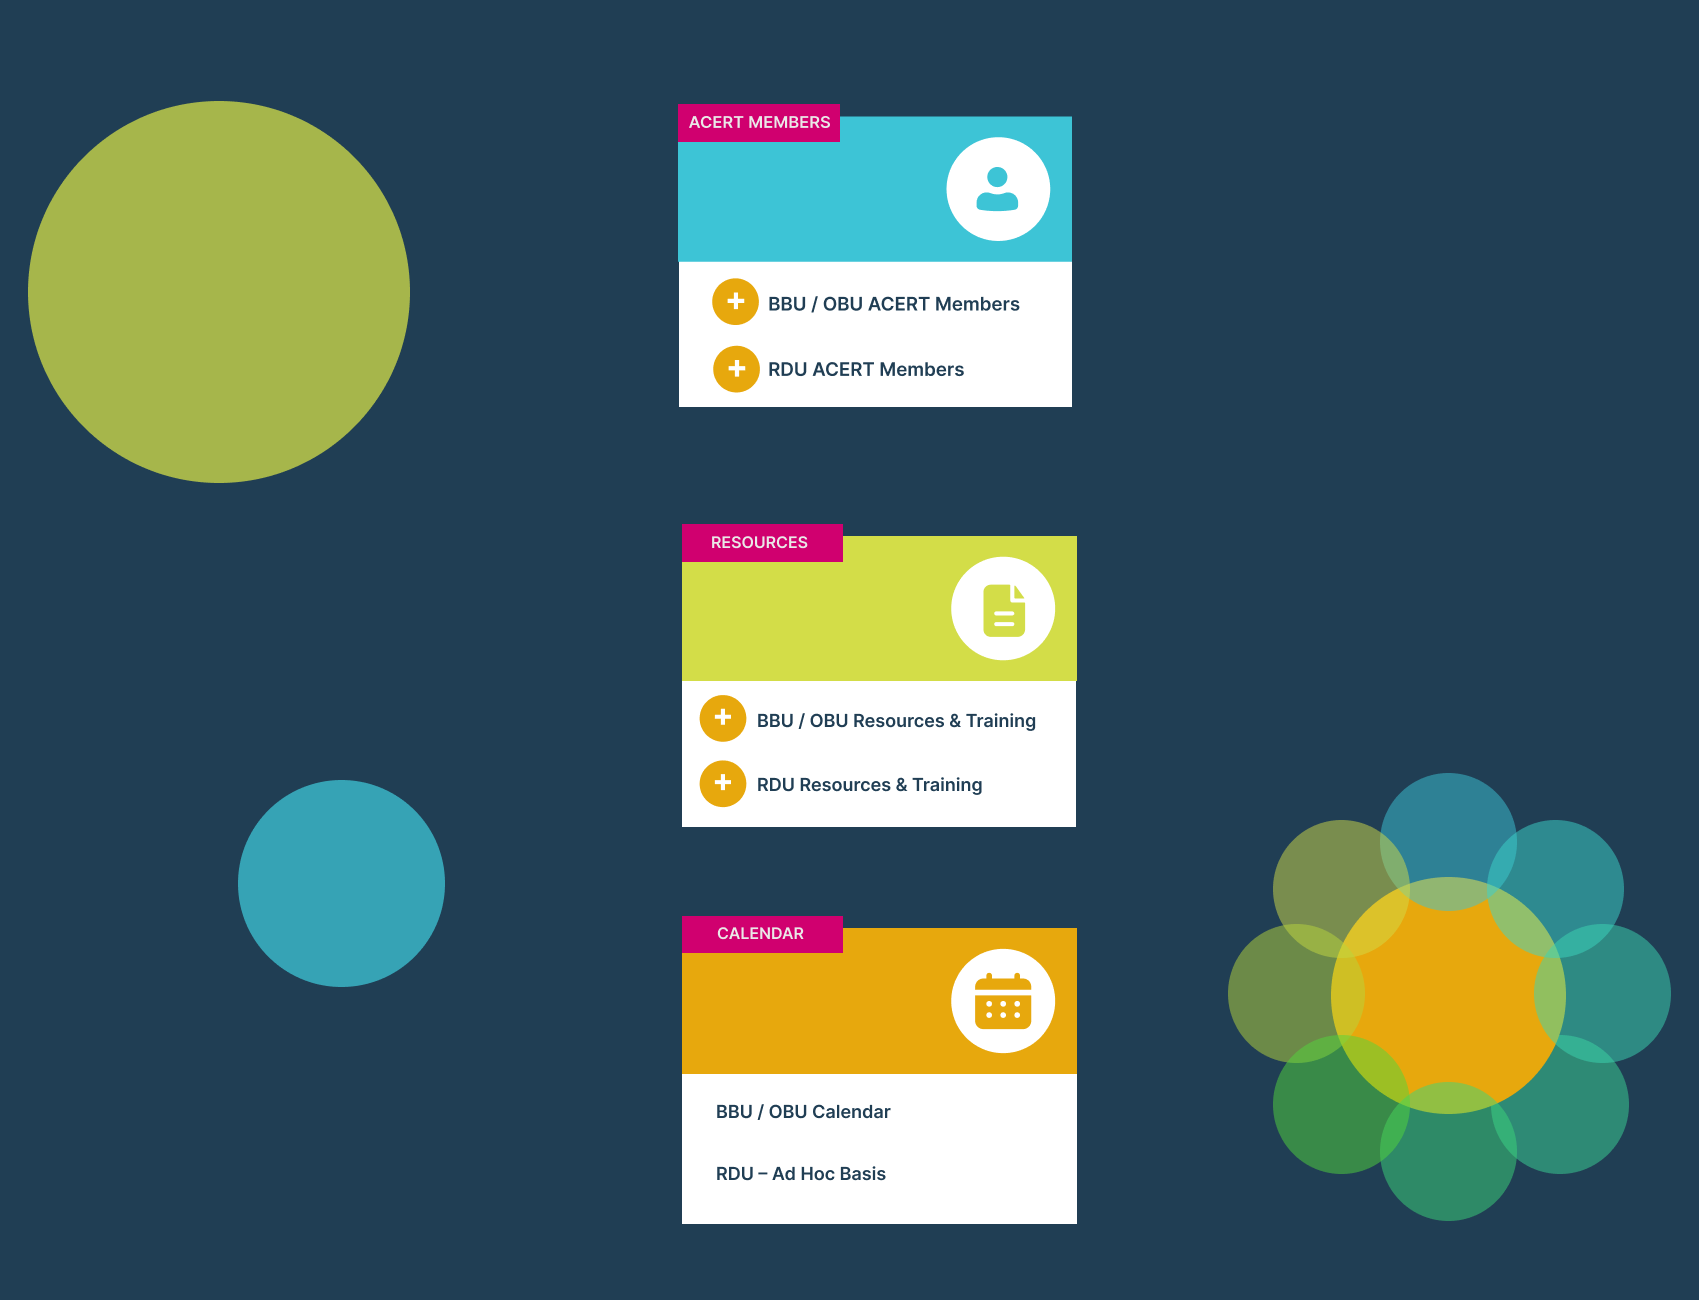 ACERT MEMBERS
BBU / OBU ACERT Members
RDU ACERT Members
RESOURCES
BBU / OBU Resources & Training
RDU Resources & Training
CALENDAR
BBU / OBU Calendar
RDU – Ad Hoc Basis